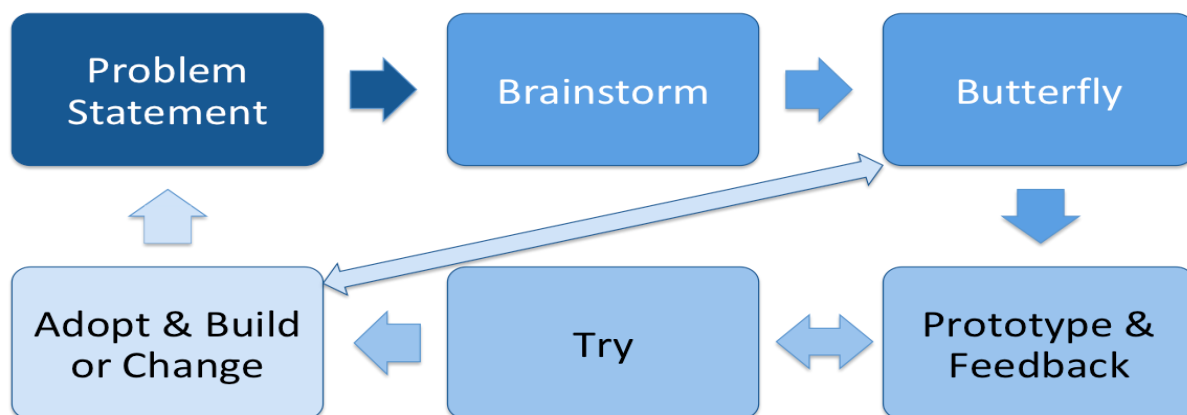 Problem
Statement
Brainstorm
Butterfly
Adopt & Build
or Change
Try
Prototype &
Feedback